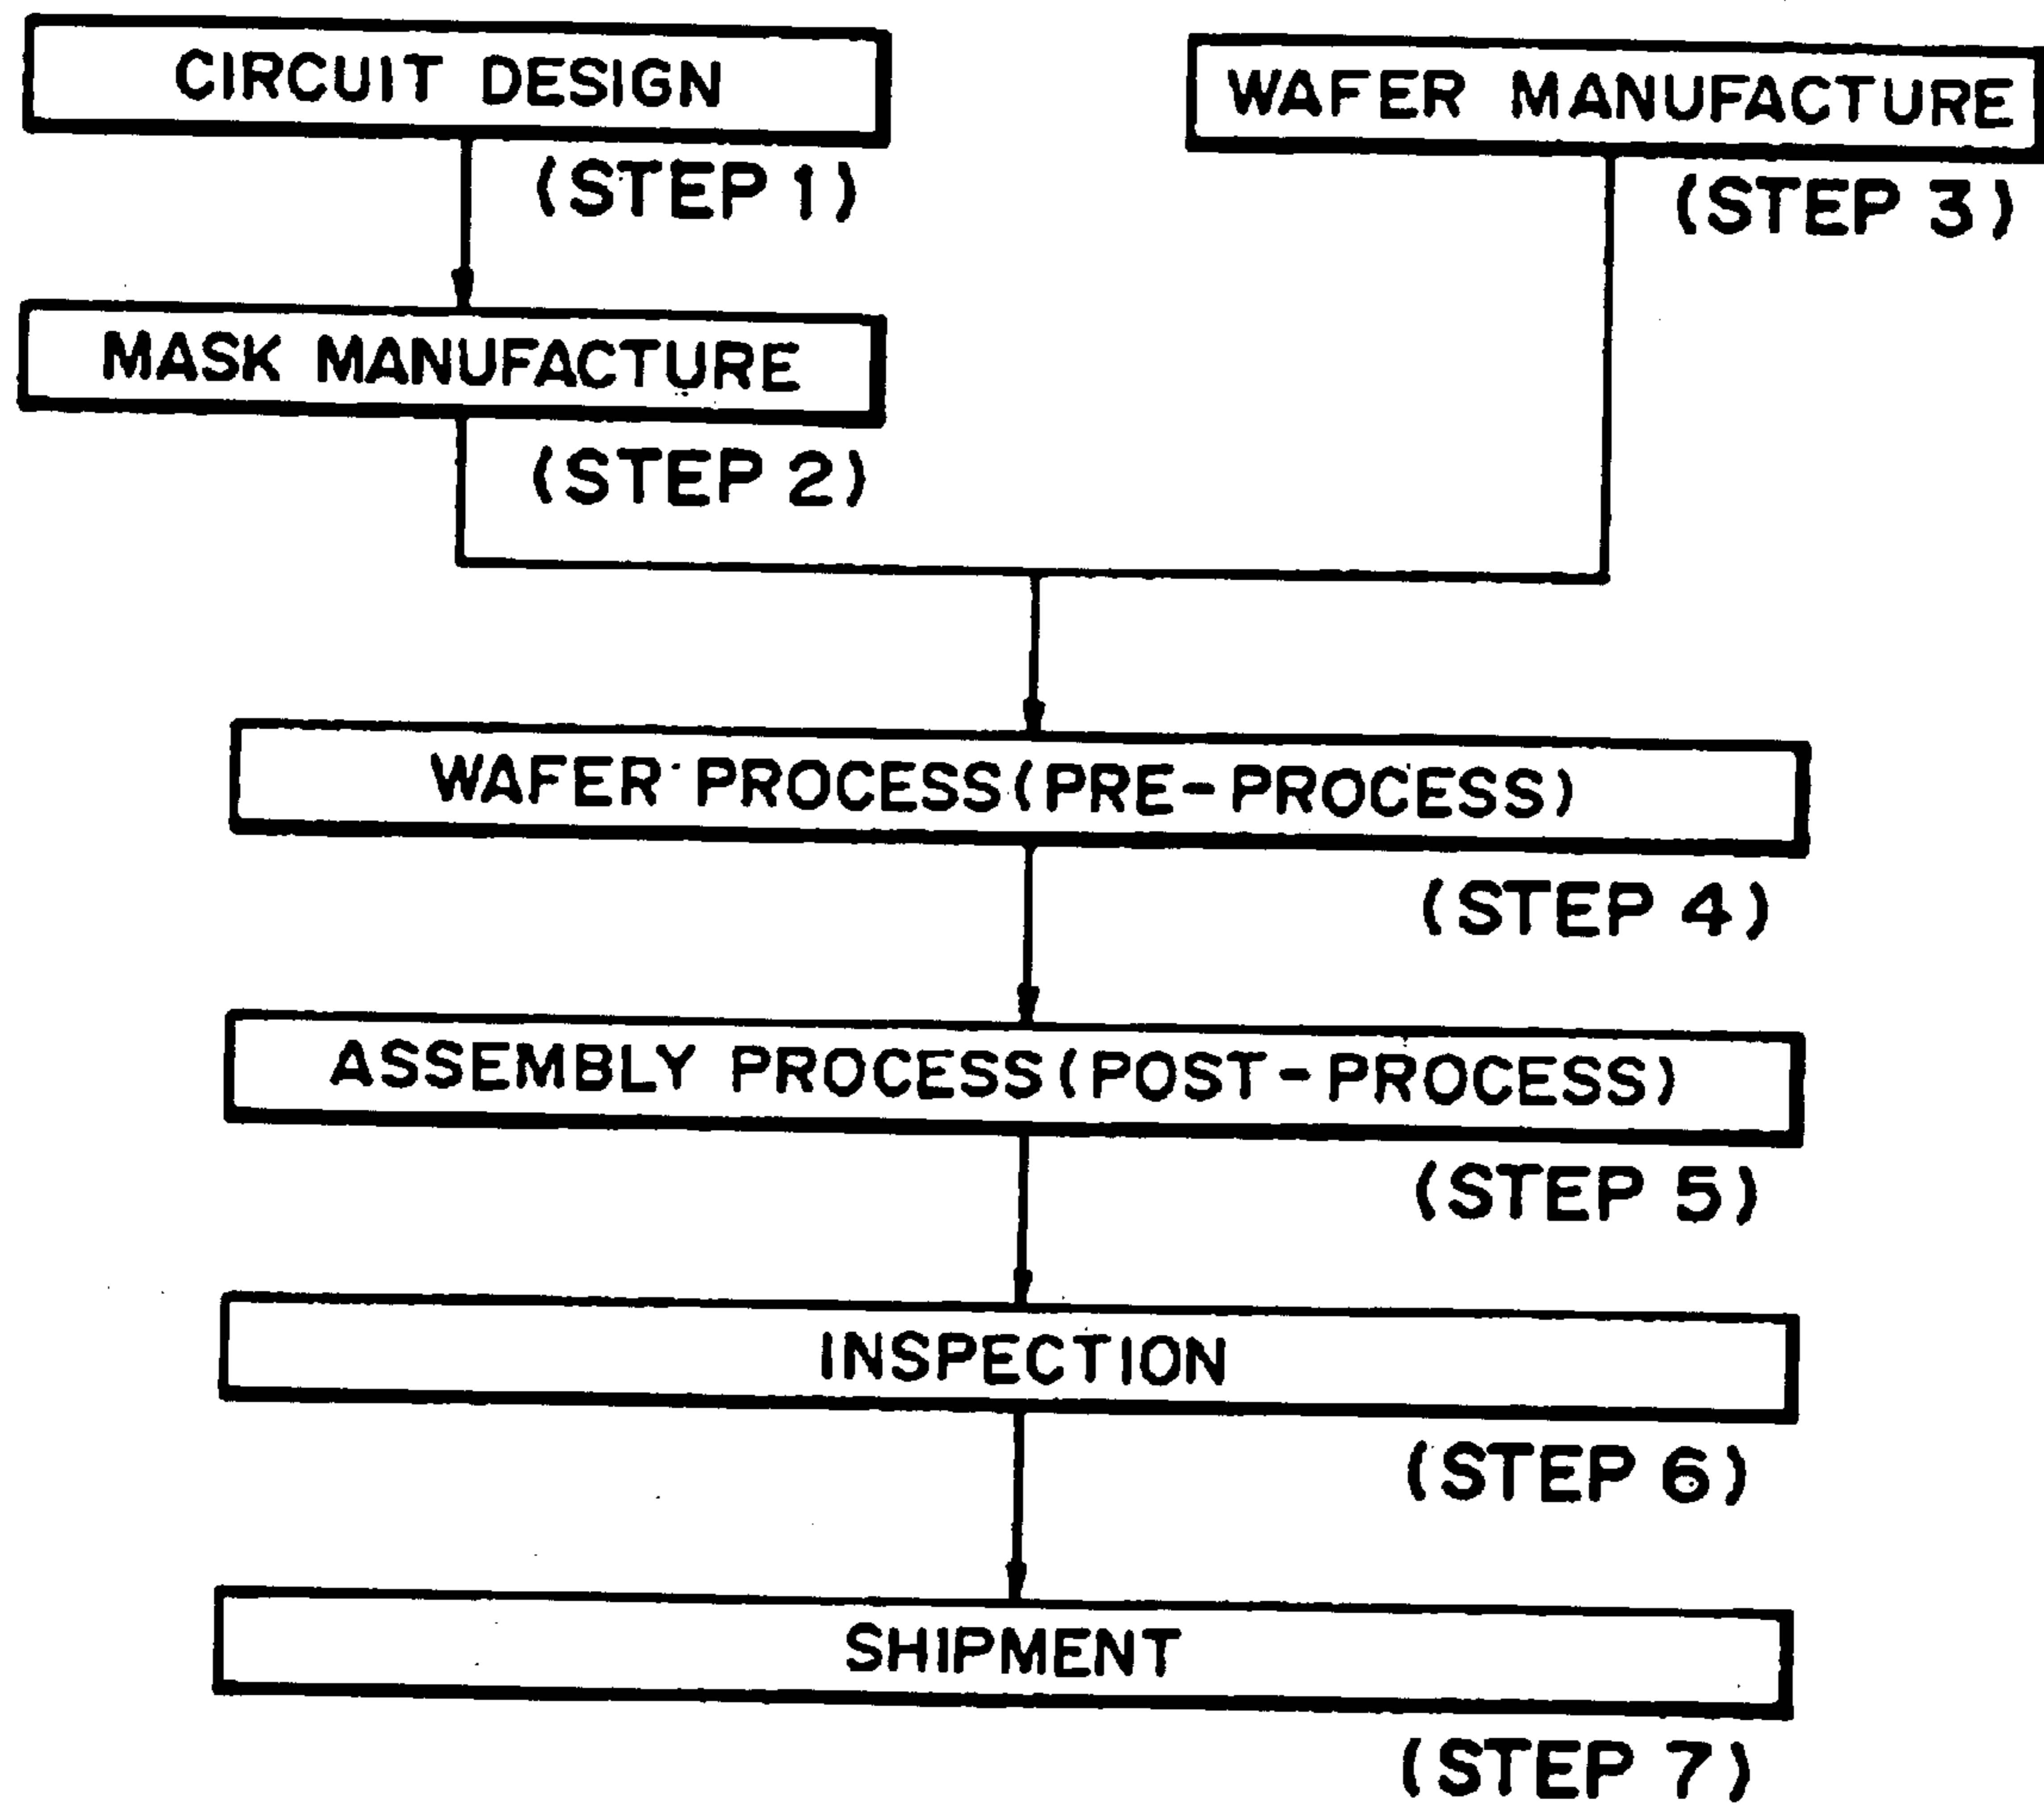 CIRCUIT DESIGN
(STEP 1)
WAFER MANUFACTURE
(STEP 3)
MASK MANUFACTURE
(STEP 2)
WAFER PROCESS(PRE-PROCESS)
(STEP 4)
ASSEMBLY PROCESS(POST-PROCESS)
(STEP 5)
INSPECTION
(STEP 6)
SHIPMENT
(STEP 7)